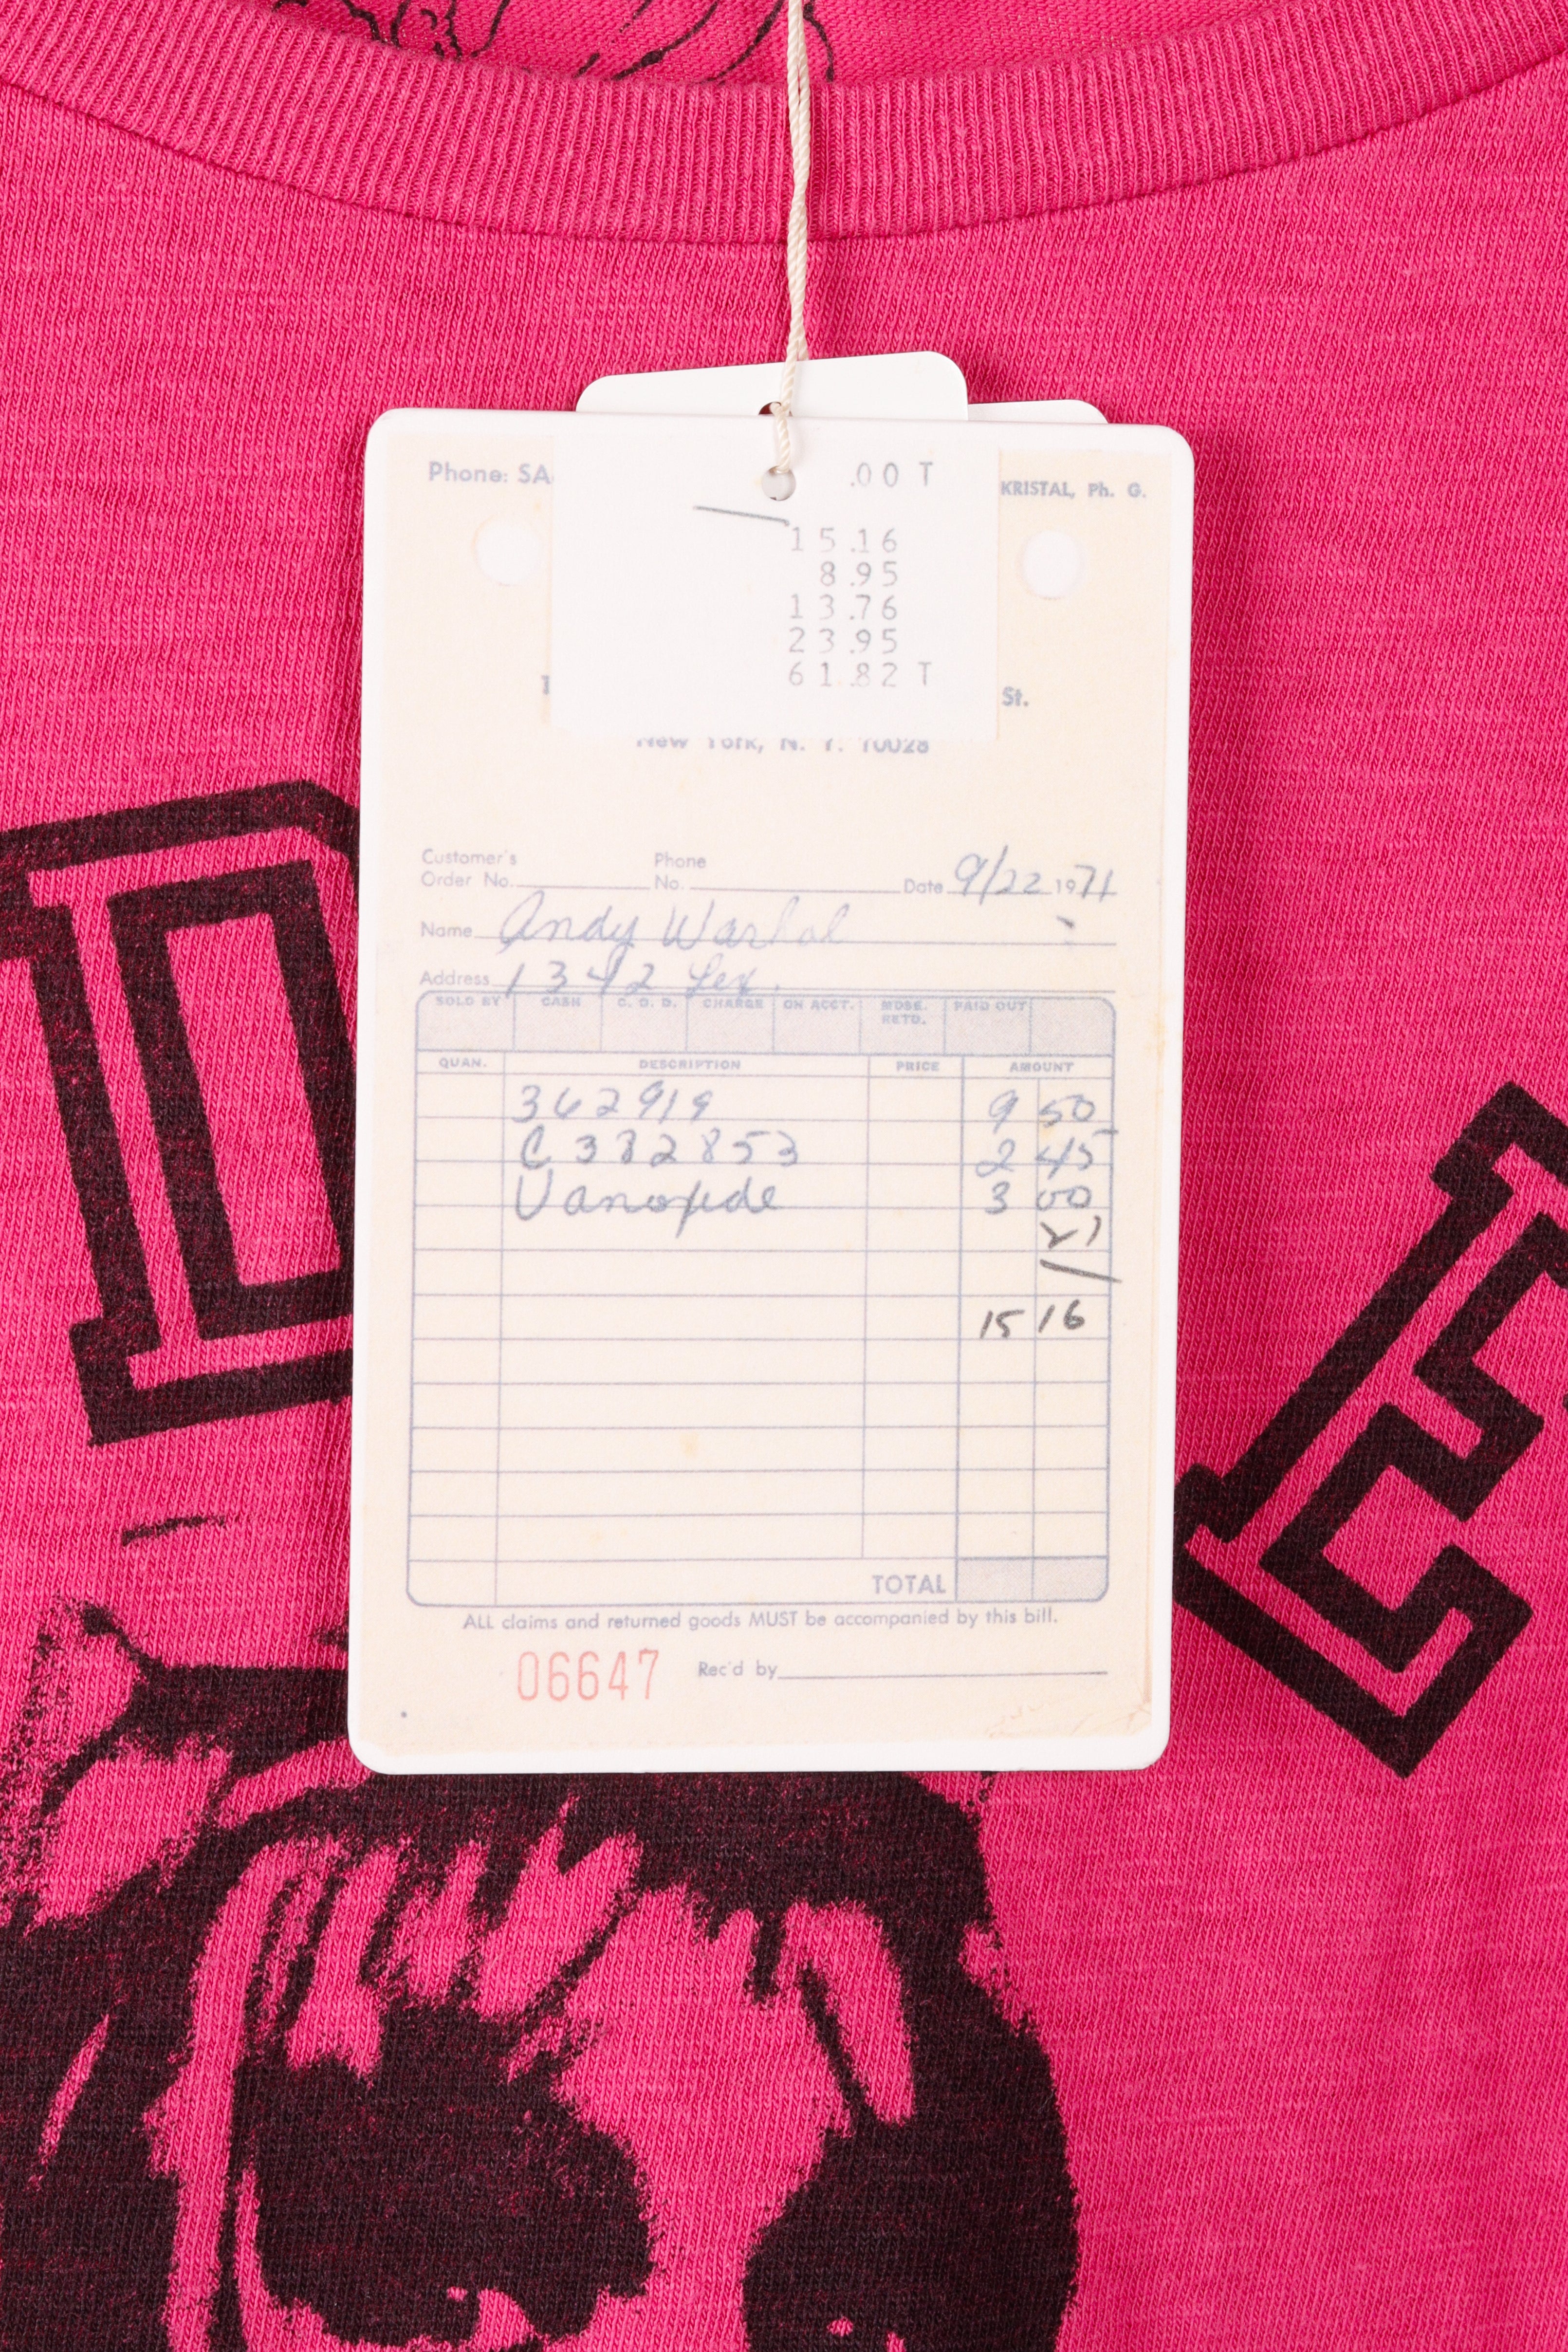 Phone: SA
.00 T
KRISTAL, Ph. G.
15.16
8.95
13.76
23.95
61.82 T
St.
New York, N. Y. 10028
Customer's
Order No.
Phone
No.
Date 9/22 1971
Name Andy Warhol
Address 1342 Lex.
SOLD BY CASH C. O. D. CHARGE ON ACCT. MDSE. RETD. PAID OUT
QUAN. DESCRIPTION PRICE AMOUNT
362919 9 50
C 382853 2 45
Vanoxide 3 00
21
15 16
TOTAL
ALL claims and returned goods MUST be accompanied by this bill.
06647 Rec'd by
D
E